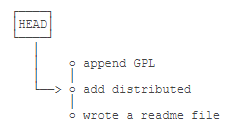 HEAD
append GPL
add distributed
wrote a readme file